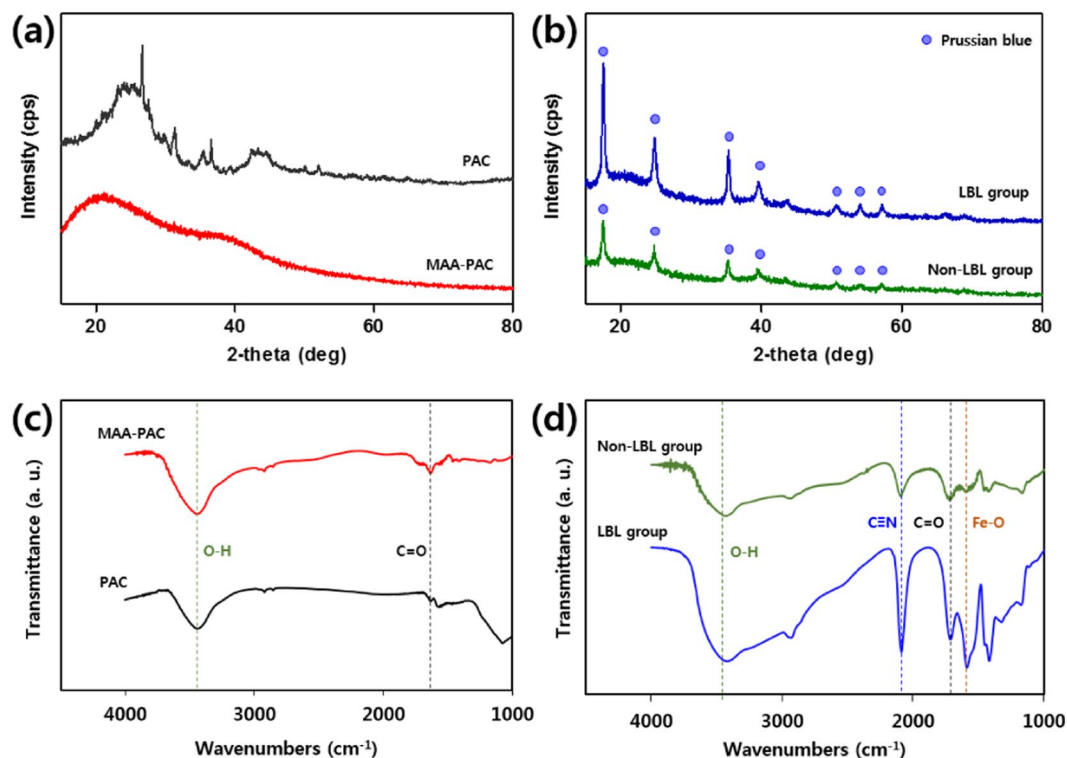 (a)
Intensity (cps)
PAC
MAA-PAC
20
40
60
80
2-theta (deg)
(b)
Prussian blue
Intensity (cps)
LBL group
Non-LBL group
20
40
60
80
2-theta (deg)
(c)
MAA-PAC
Transmittance (a. u.)
O-H
C=O
PAC
4000
3000
2000
1000
Wavenumbers (cm⁻¹)
(d)
Non-LBL group
Transmittance (a. u.)
C≡N
C=O
Fe-O
LBL group
O-H
4000
3000
2000
1000
Wavenumbers (cm⁻¹)